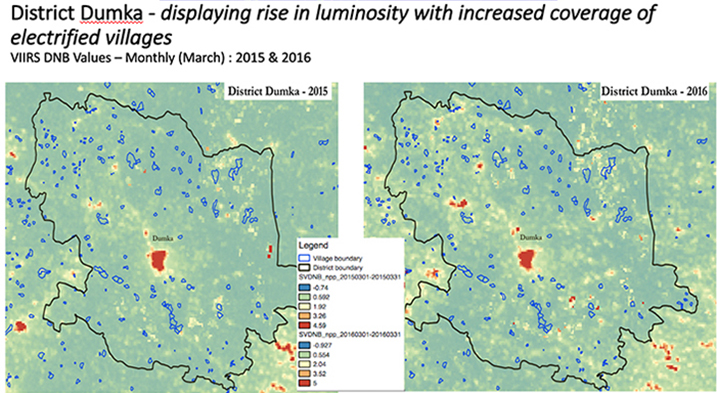 District Dumka - displaying rise in luminosity with increased coverage of
electrified villages
VIIRS DNB Values – Monthly (March) : 2015 & 2016
District Dumka - 2015
District Dumka - 2016
Dumka
Dumka
Legend
Village boundary
District boundary
SVDNB_npp_20150301-20150331
-0.74
0.592
1.92
3.26
4.59
SVDNB_npp_20160301-20160331
-0.927
0.554
2.04
3.52
5